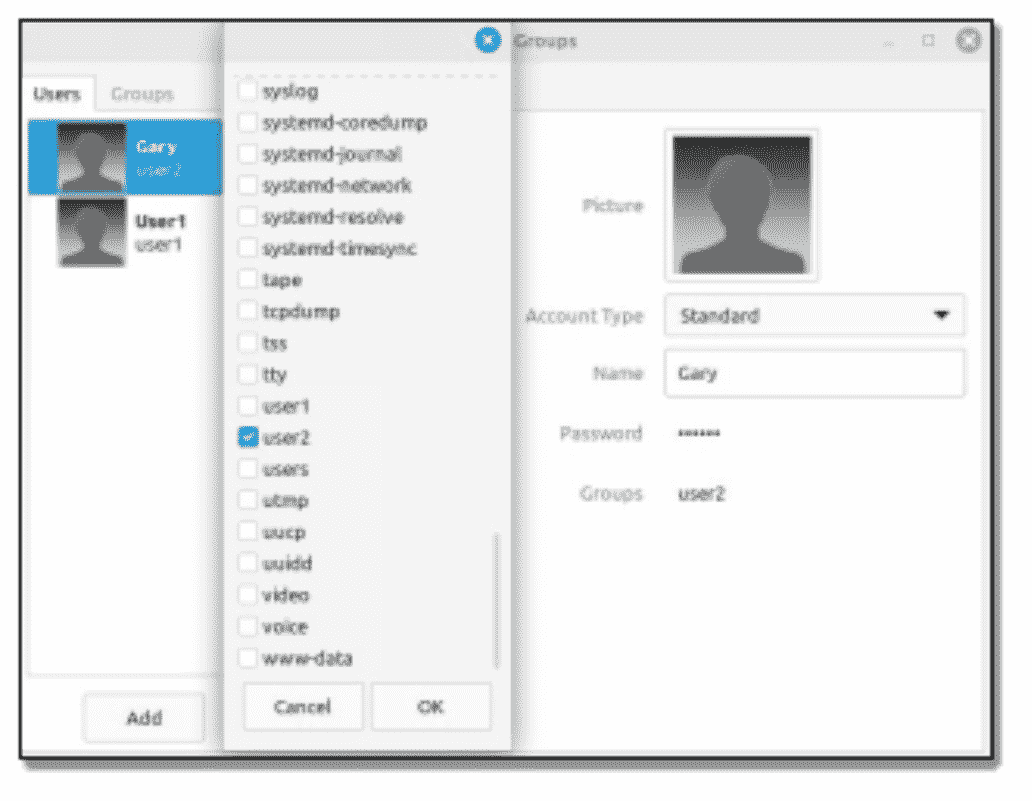 Groups
Users
Groups
Gary
user2
User1
user1
Add
syslog
systemd-coredump
systemd-journal
systemd-network
systemd-resolve
systemd-timesync
tape
tcpdump
tss
tty
user1
user2
users
utmp
uucp
uuidd
video
voice
www-data
Cancel
OK
Picture
Account Type
Standard
Name
Gary
Password
Groups
user2